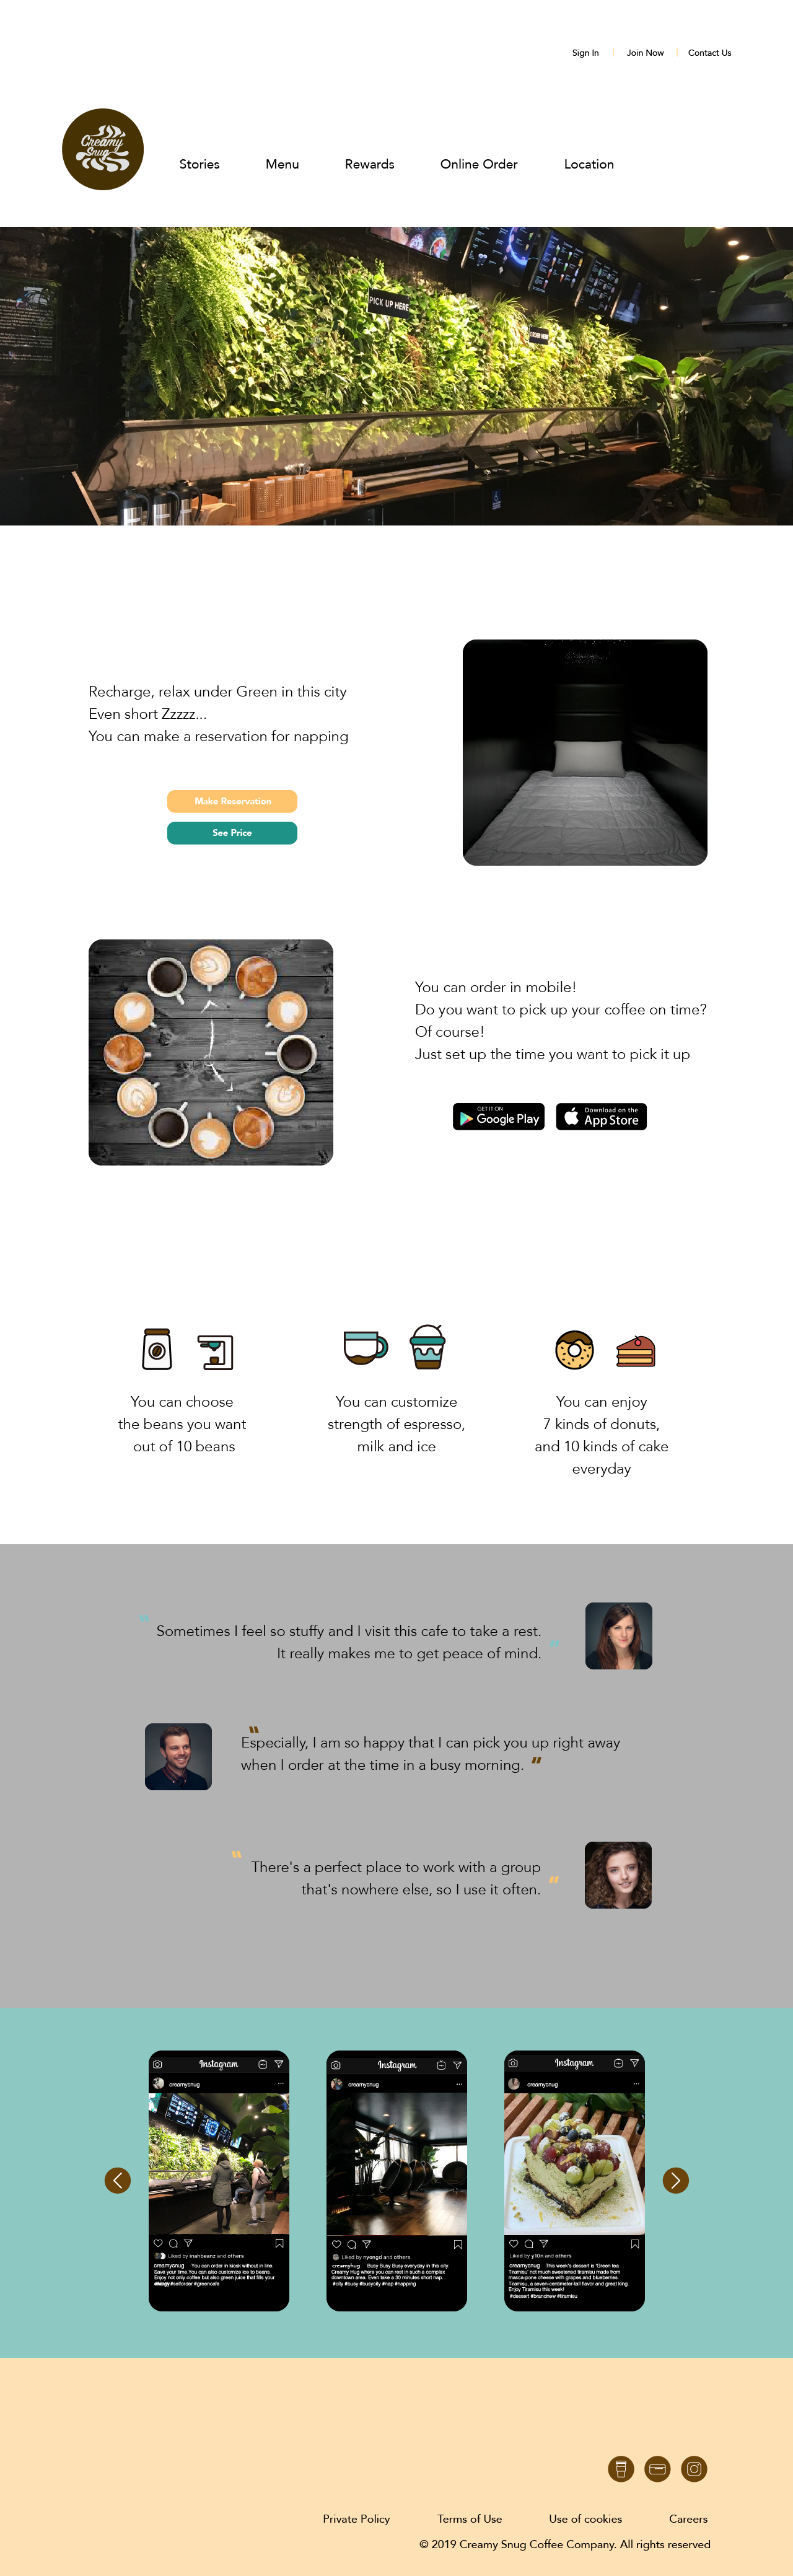 Sign In
Join Now
Contact Us
Creamy
Snug
Stories
Menu
Rewards
Online Order
Location
PICK UP HERE
Recharge, relax under Green in this city
Even short Zzzzz...
You can make a reservation for napping
Make Reservation
See Price
You can order in mobile!
Do you want to pick up your coffee on time?
Of course!
Just set up the time you want to pick it up
GET IT ON
Google Play
Download on the
App Store
You can choose
the beans you want
out of 10 beans
You can customize
strength of espresso,
milk and ice
You can enjoy
7 kinds of donuts,
and 10 kinds of cake
everyday
Sometimes I feel so stuffy and I visit this cafe to take a rest.
It really makes me to get peace of mind.
"Especially, I am so happy that I can pick you up right away
when I order at the time in a busy morning. "
"There's a perfect place to work with a group
that's nowhere else, so I use it often. "
Instagram
creamysnug
Liked by inahbeanz and others
creamysnug You can order in kiosk without in line.
Save your time.You can also customize ice to beans.
Enjoy not only coffee but also green juice that fills your
#selforder #greencafe
Instagram
creamysnug
Liked by nyongd and others
creamyhug Busy Busy Busy everyday in this city.
Creamy Hug where you can rest in such a complex
downtown area. Even take a 30 minutes short nap.
#city #busy #busycity #nap #napping
Instagram
creamysnug
Liked by y10n and others
creamysnug This week's dessert is 'Green tea
Tiramisu' not much sweetened tiramisu made from
masca-pone cheese with grapes and blueberries.
Tiramisu, a seven-centimeter-tall flavor and great king.
Enjoy Tiramisu this week!
#dessert #brandnew #tiramisu
Private Policy
Terms of Use
Use of cookies
Careers
© 2019 Creamy Snug Coffee Company. All rights reserved